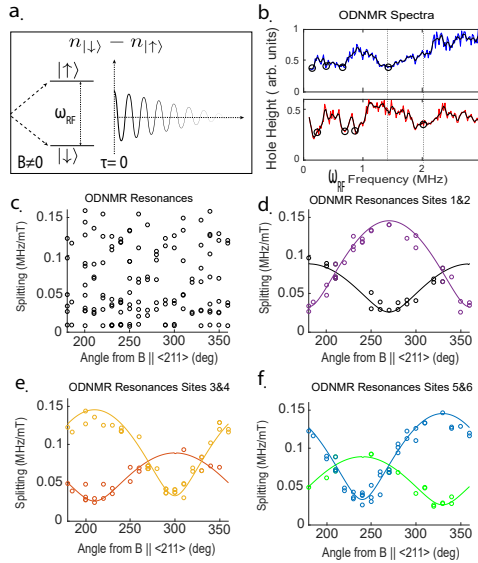 a.
n|↓⟩ − n|↑⟩
|↑⟩
ωRF
|↓⟩
B≠0
τ= 0
b.
ODNMR Spectra
Hole Height ( arb. units)
1
0.5
0
0.5
0
0
1
2
ωRF Frequency (MHz)
c.
ODNMR Resonances
Splitting (MHz/mT)
0.15
0.1
0.05
0
200
250
300
350
Angle from B || <211> (deg)
d.
ODNMR Resonances Sites 1&2
Splitting (MHz/mT)
0.15
0.1
0.05
0
200
250
300
350
Angle from B || <211> (deg)
e.
ODNMR Resonances Sites 3&4
Splitting (MHz/mT)
0.15
0.1
0.05
0
200
250
300
350
Angle from B || <211> (deg)
f.
ODNMR Resonances Sites 5&6
Splitting (MHz/mT)
0.15
0.1
0.05
0
200
250
300
350
Angle from B || <211> (deg)